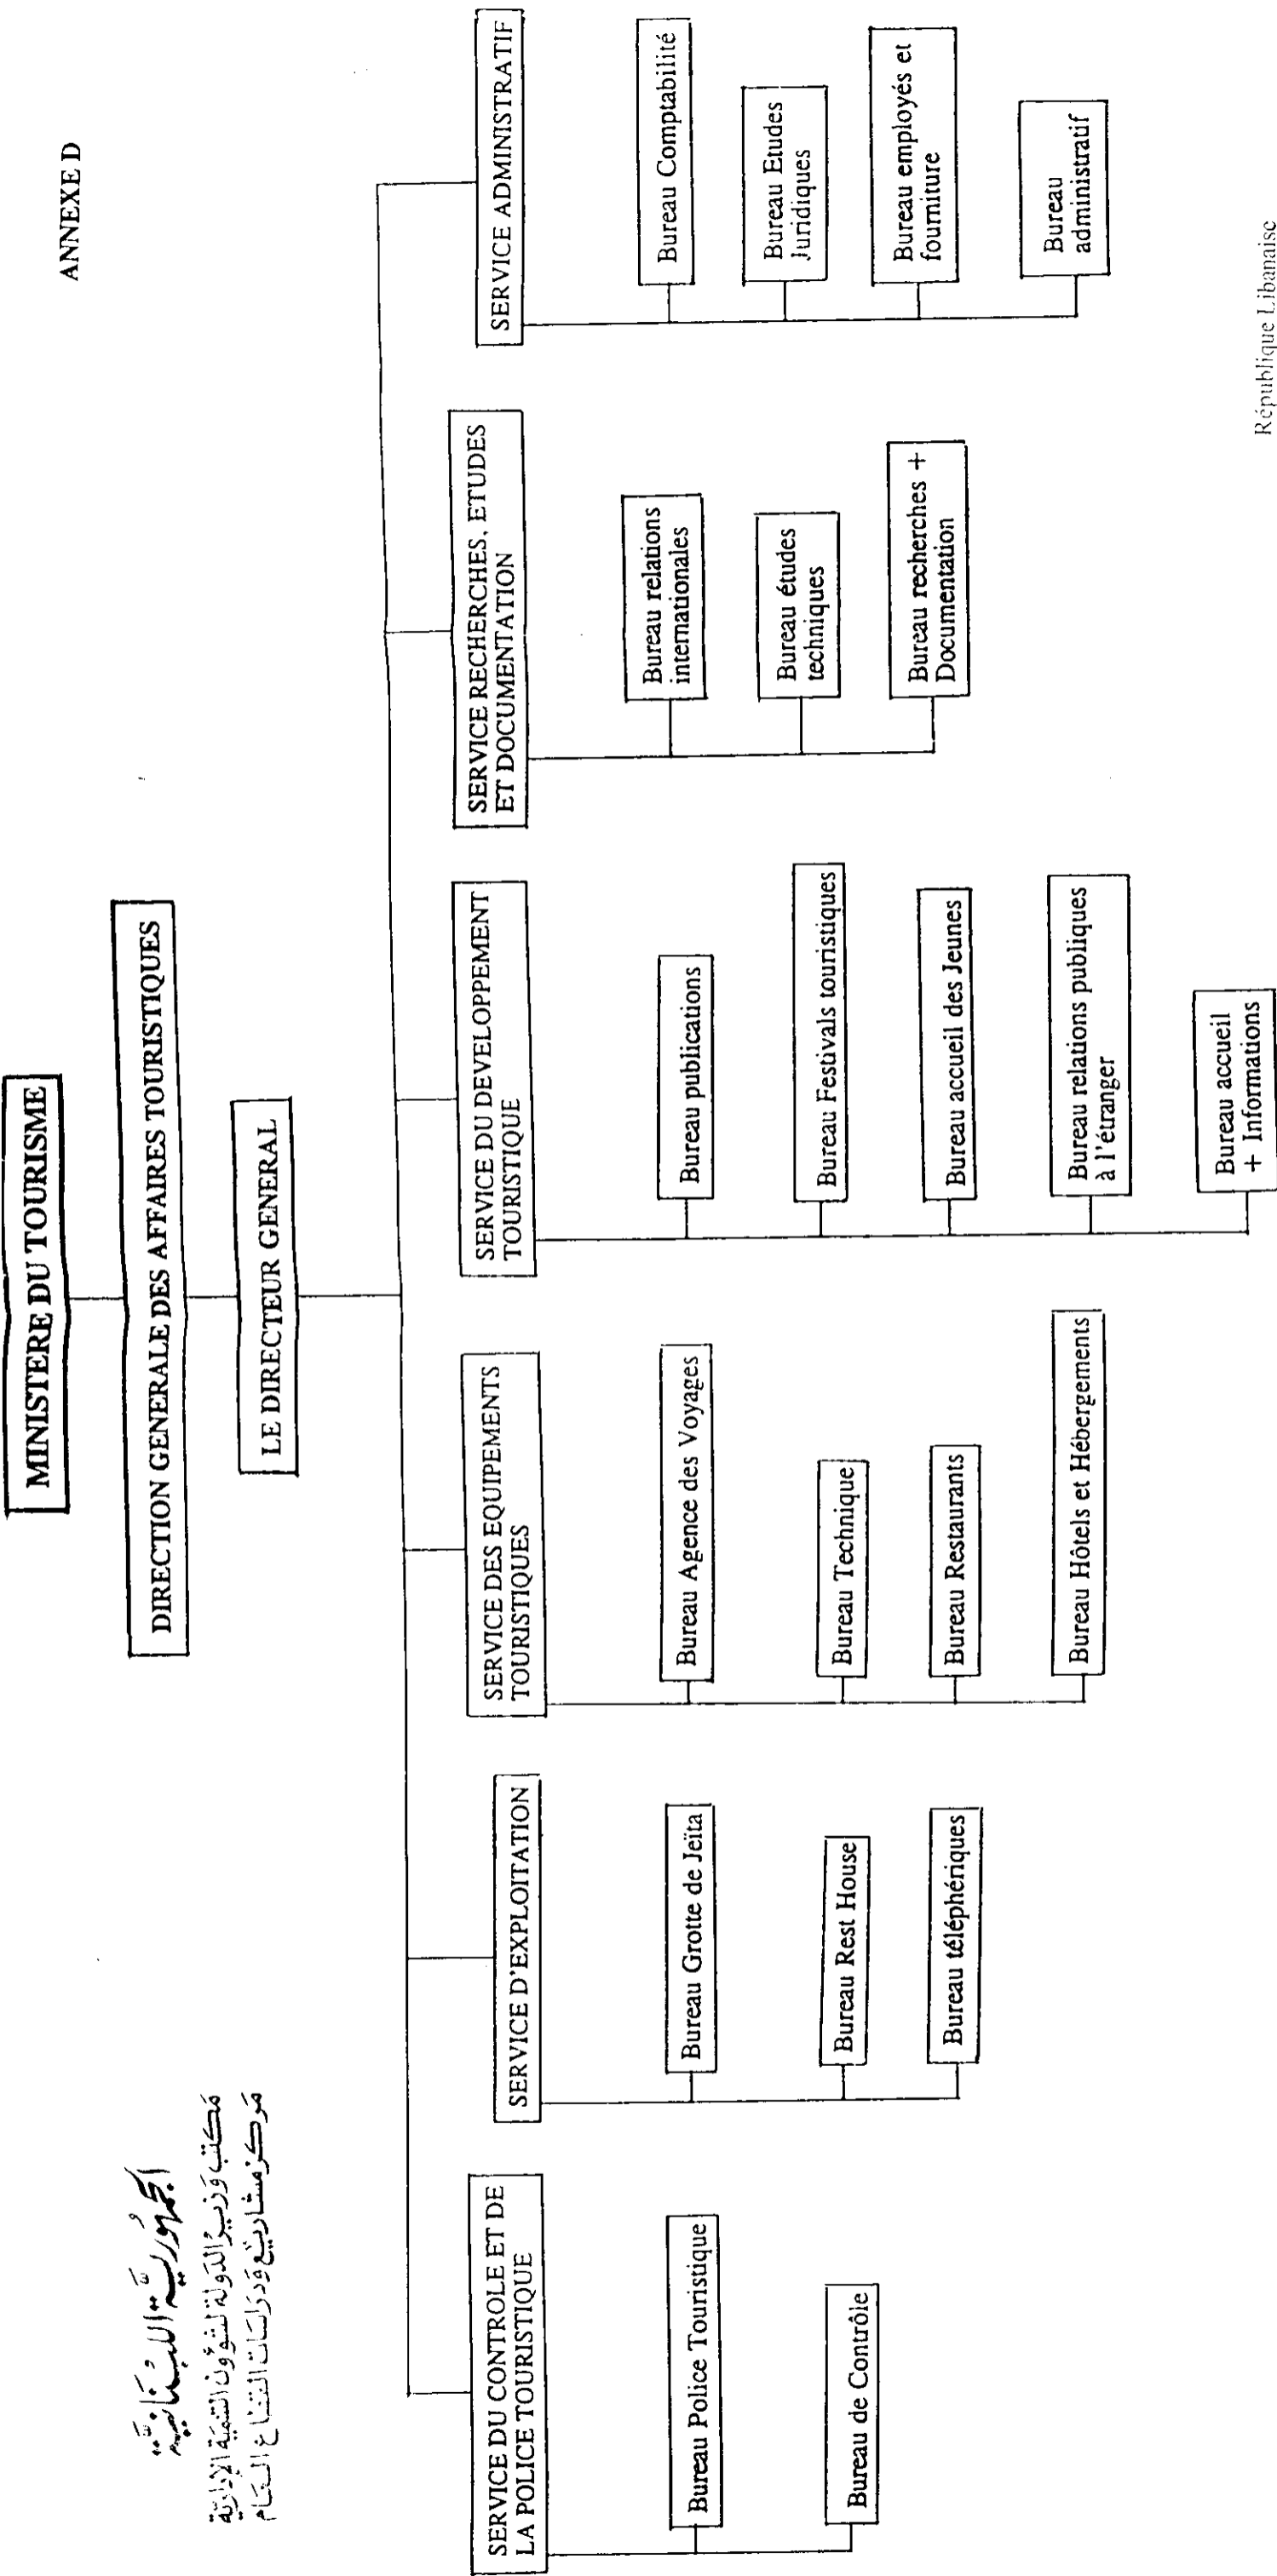 ANNEXE D
الجمهورية اللبنانية
مكتب وزير الدولة لشؤون التنمية الإدارية
مركز مشاريع ودراسات القطاع العام
MINISTERE DU TOURISME
DIRECTION GENERALE DES AFFAIRES TOURISTIQUES
LE DIRECTEUR GENERAL
SERVICE DU CONTROLE ET DE
LA POLICE TOURISTIQUE
Bureau Police Touristique
Bureau de Contrôle
SERVICE D'EXPLOITATION
Bureau Grotte de Jeïta
Bureau Rest House
Bureau téléphériques
SERVICE DES EQUIPEMENTS
TOURISTIQUES
Bureau Agence des Voyages
Bureau Technique
Bureau Restaurants
Bureau Hôtels et Hébergements
SERVICE DU DEVELOPPEMENT
TOURISTIQUE
Bureau publications
Bureau Festivals touristiques
Bureau accueil des Jeunes
Bureau relations publiques
à l'étranger
Bureau accueil
+ Informations
SERVICE RECHERCHES, ETUDES
ET DOCUMENTATION
Bureau relations
internationales
Bureau études
techniques
Bureau recherches +
Documentation
SERVICE ADMINISTRATIF
Bureau Comptabilité
Bureau Etudes
Juridiques
Bureau employés et
fourniture
Bureau
administratif
République Libanaise